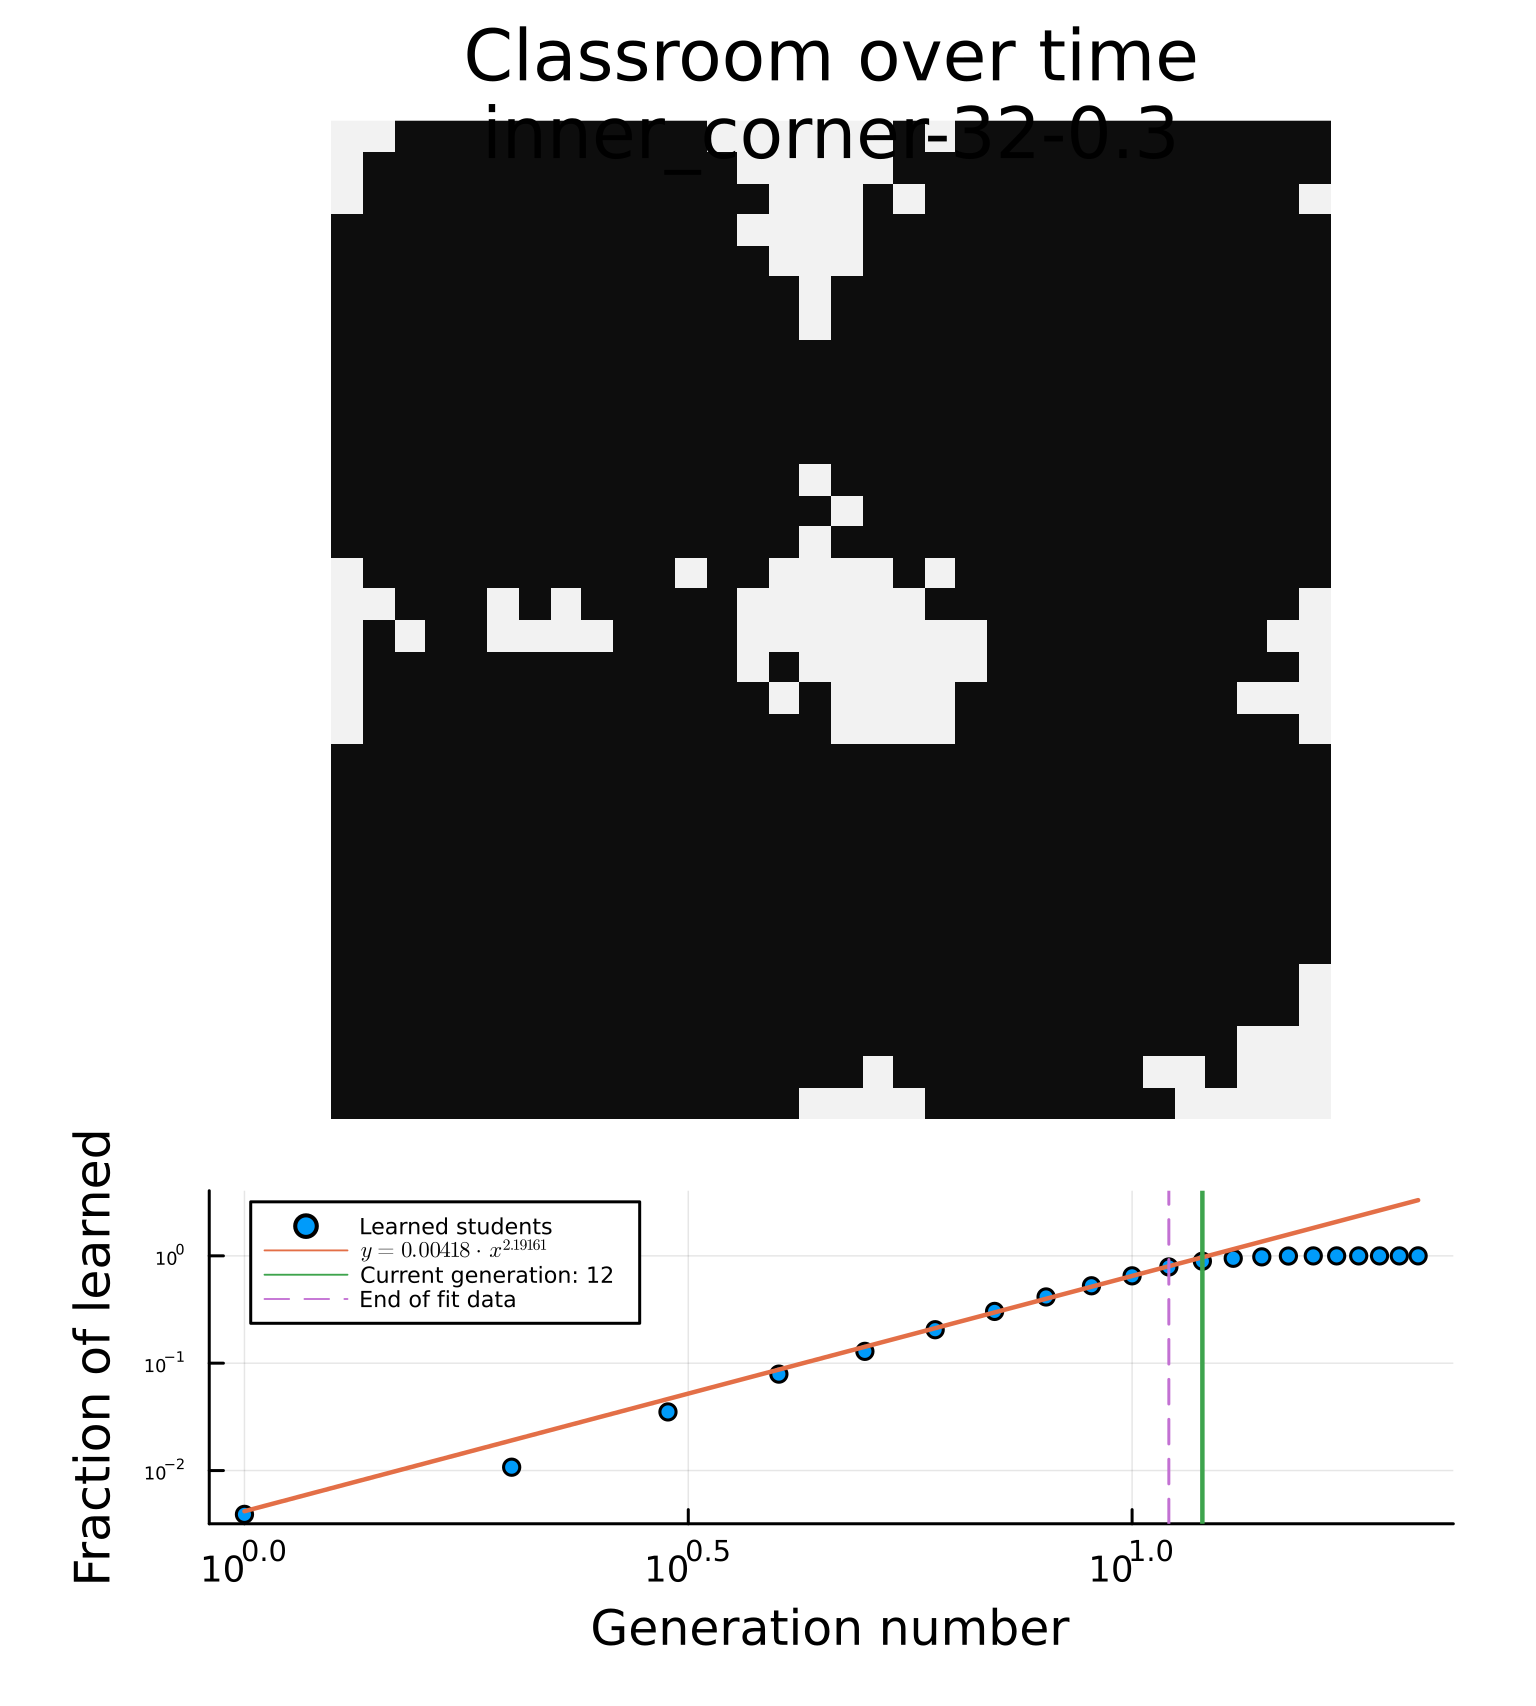 Classroom over time
inner_corner-32-0.3
Fraction of learned
Learned students
y = 0.00418 · x^2.19161
Current generation: 12
End of fit data
10^0
10^−1
10^−2
10^0.0 10^0.5 10^1.0
Generation number